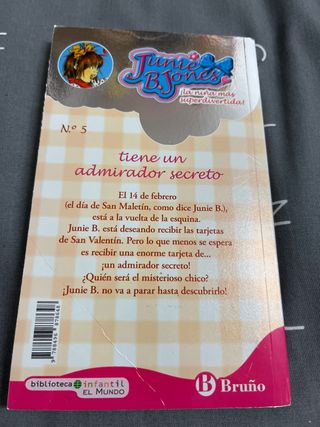 Junie
B. Jones
¡la niña más
superdivertida!
N.º 5
tiene un
admirador secreto
El 14 de febrero
(el día de San Maletín, como dice Junie B.),
está a la vuelta de la esquina.
Junie B. está deseando recibir las tarjetas
de San Valentín. Pero lo que menos se espera
es recibir una enorme tarjeta de...
¡un admirador secreto!
¿Quién será el misterioso chico?
¡Junie B. no va a parar hasta descubrirlo!
biblioteca infantil
EL MUNDO
B Bruño